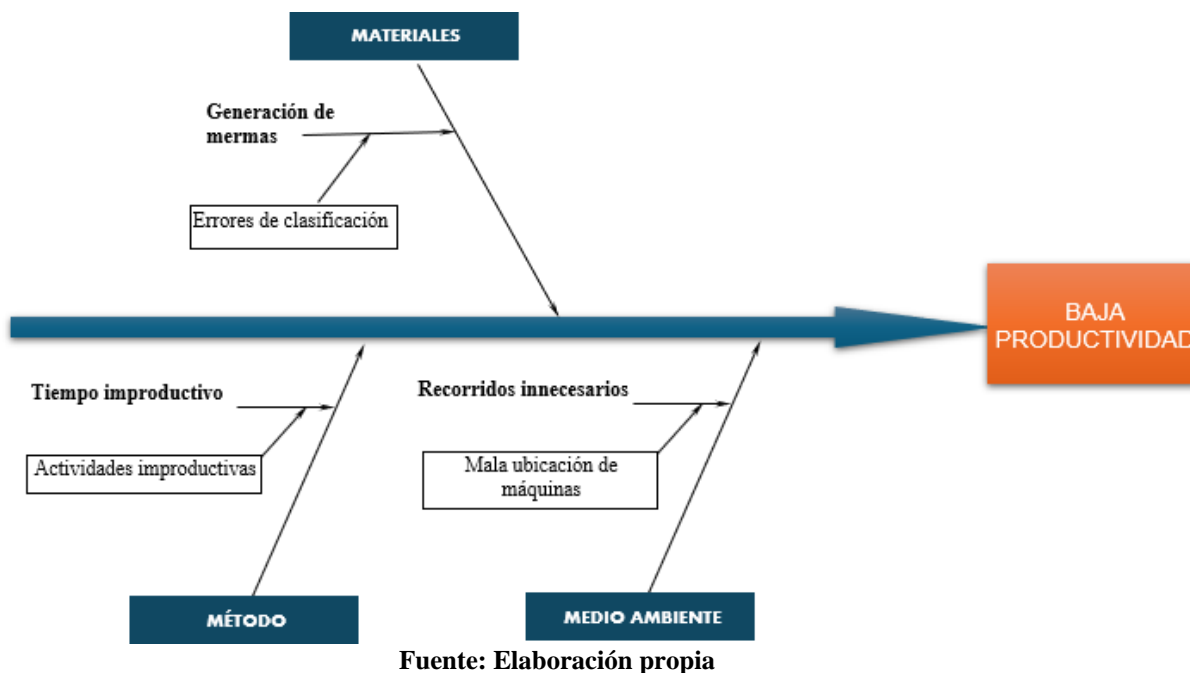 MATERIALES
Generación de
mermas
Errores de clasificación
BAJA
PRODUCTIVIDAD
Tiempo improductivo
Actividades improductivas
Recorridos innecesarios
Mala ubicación de
máquinas
MÉTODO
MEDIO AMBIENTE
Fuente: Elaboración propia